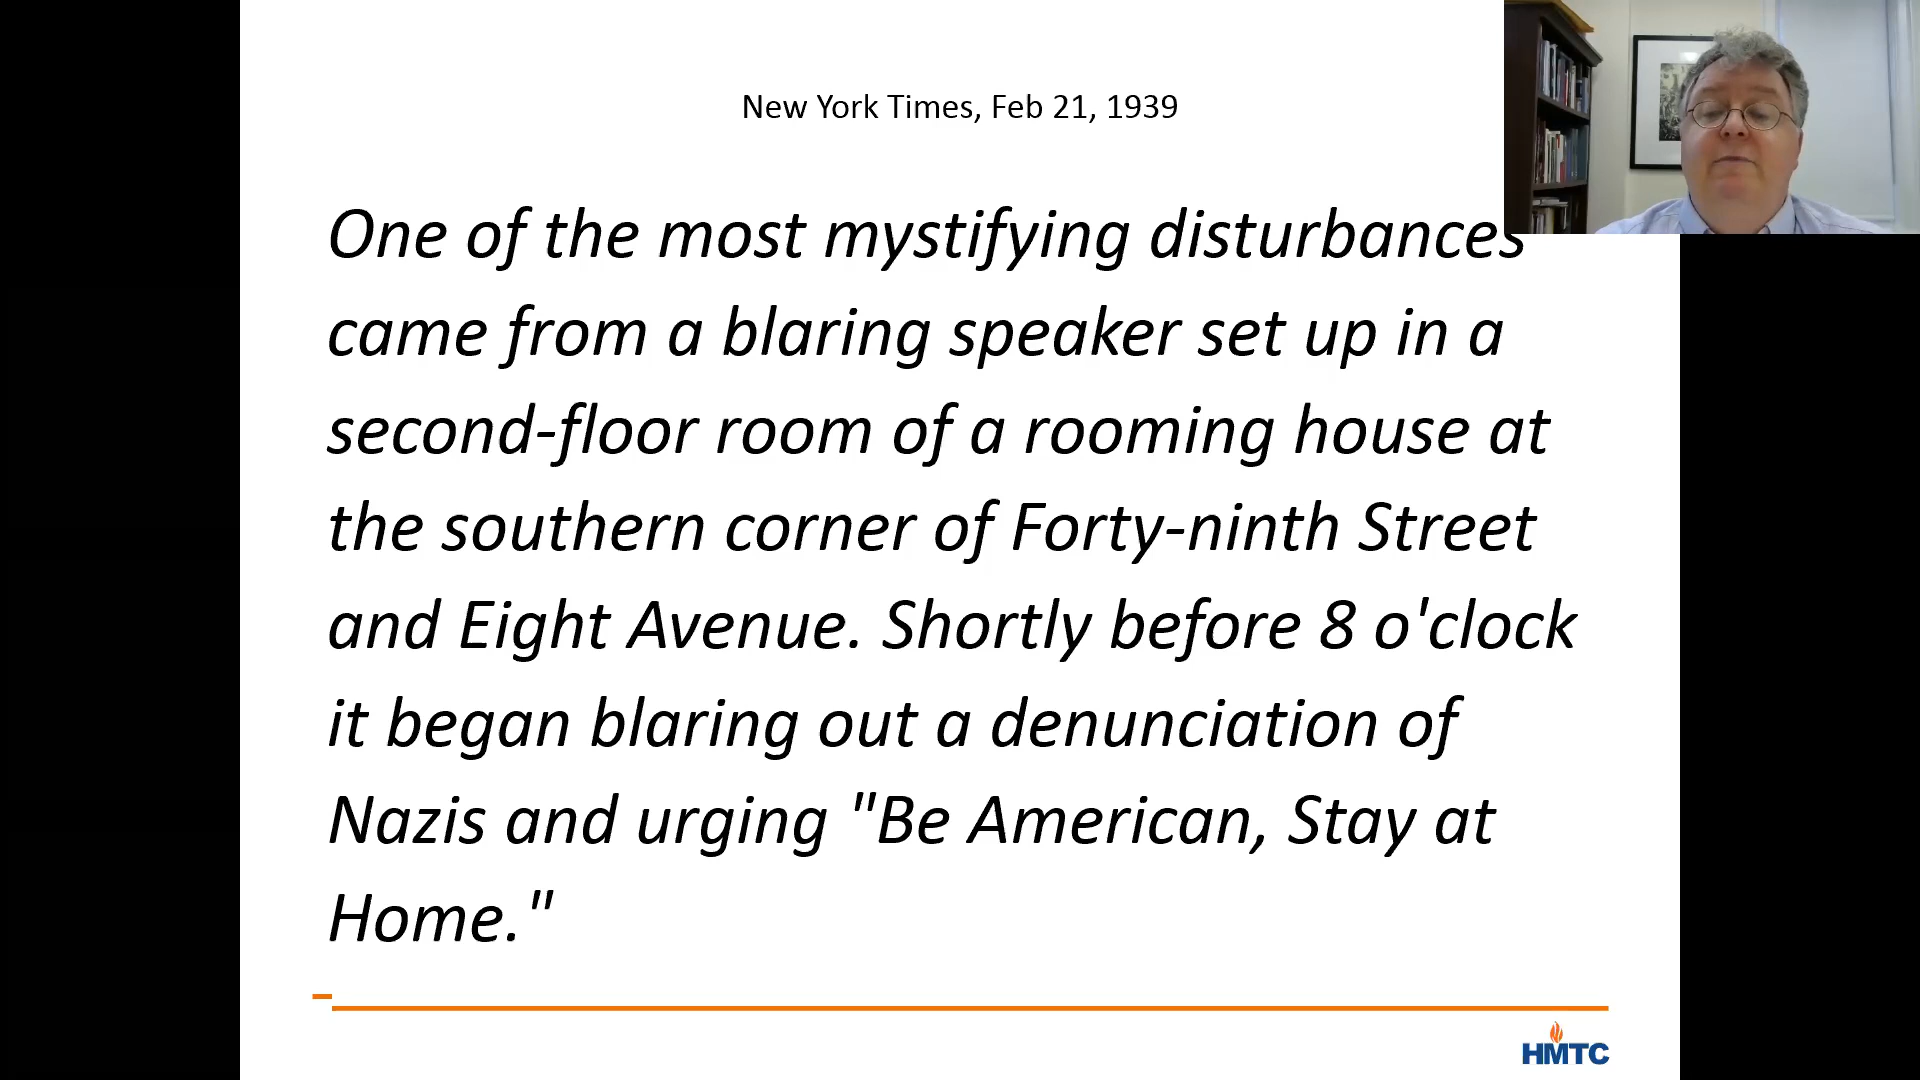 New York Times, Feb 21, 1939
One of the most mystifying disturbances
came from a blaring speaker set up in a
second-floor room of a rooming house at
the southern corner of Forty-ninth Street
and Eight Avenue. Shortly before 8 o'clock
it began blaring out a denunciation of
Nazis and urging "Be American, Stay at
Home."
HMTC